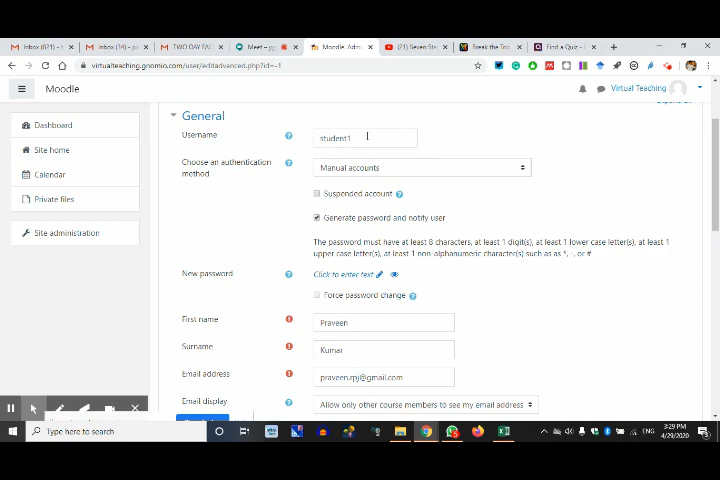 Inbox (821) - n
Inbox (34) - pa
TWO DAY FAC
Meet – yy
Moodle: Adm
(21) Seven Ste
Break the Tri
Find a Quiz - L
virtualteaching.gnomio.com/user/editadvanced.php?id=-1
Moodle
Virtual Teaching
Dashboard
Site home
Calendar
Private files
Site administration
General
Username
student1
Choose an authentication method
Manual accounts
Suspended account
Generate password and notify user
The password must have at least 8 characters, at least 1 digit(s), at least 1 lower case letter(s), at least 1
upper case letter(s), at least 1 non-alphanumeric character(s) such as as *, -, or #
New password
Click to enter text
Force password change
First name
Praveen
Surname
Kumar
Email address
praveen.rpj@gmail.com
Email display
Allow only other course members to see my email address
Type here to search
ENG
3:29 PM
4/29/2020